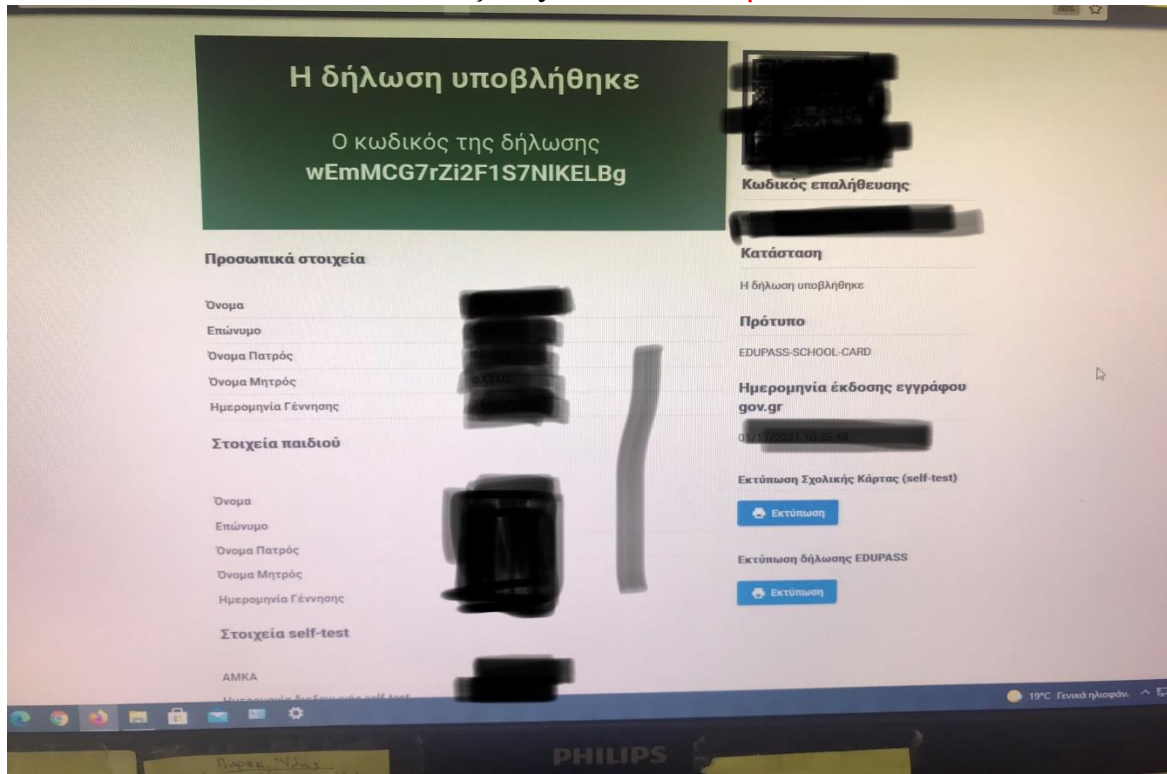 Η δήλωση υποβλήθηκε
Ο κωδικός της δήλωσης
wEmMCG7rZi2F1S7NIKELBg
Προσωπικά στοιχεία
Όνομα
Επώνυμο
Όνομα Πατρός
Όνομα Μητρός
Ημερομηνία Γέννησης
Στοιχεία παιδιού
Όνομα
Επώνυμο
Όνομα Πατρός
Όνομα Μητρός
Ημερομηνία Γέννησης
Στοιχεία self-test
ΑΜΚΑ
Κωδικός επαλήθευσης
Κατάσταση
Η δήλωση υποβλήθηκε
Πρότυπο
EDUPASS-SCHOOL-CARD
Ημερομηνία έκδοσης εγγράφου
gov.gr
Εκτύπωση Σχολικής Κάρτας (self-test)
Εκτύπωση
Εκτύπωση δήλωσης EDUPASS
Εκτύπωση
19°C Γενικά ηλιοφάν.
PHILIPS